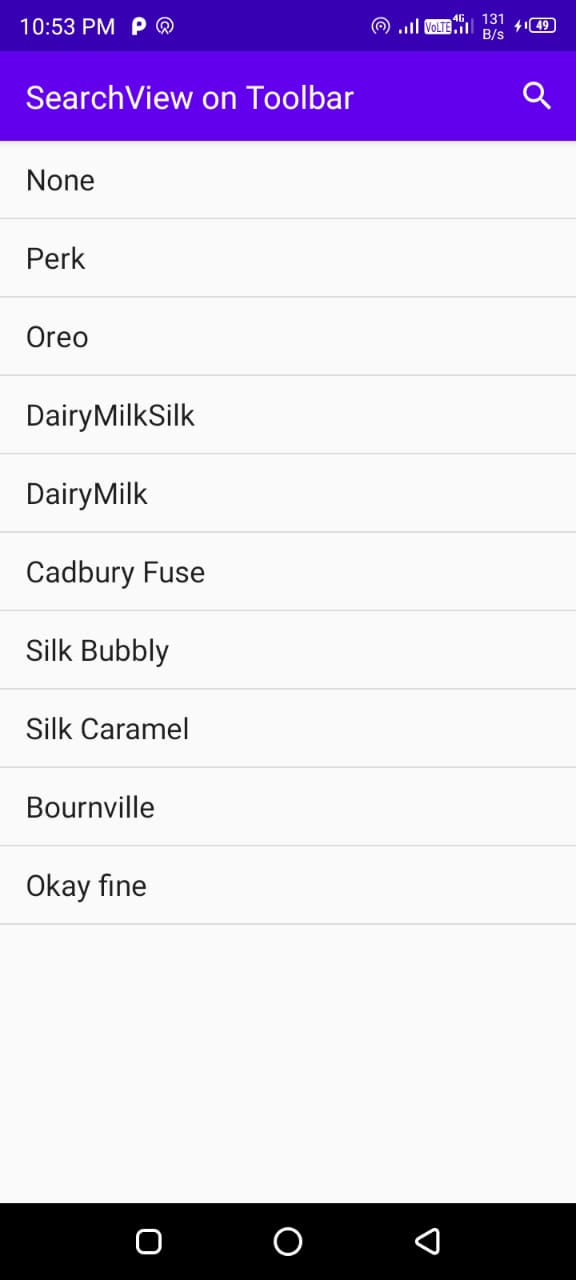 10:53 PM P VoLTE 4G 131 B/s 49
SearchView on Toolbar
None
Perk
Oreo
DairyMilkSilk
DairyMilk
Cadbury Fuse
Silk Bubbly
Silk Caramel
Bournville
Okay fine